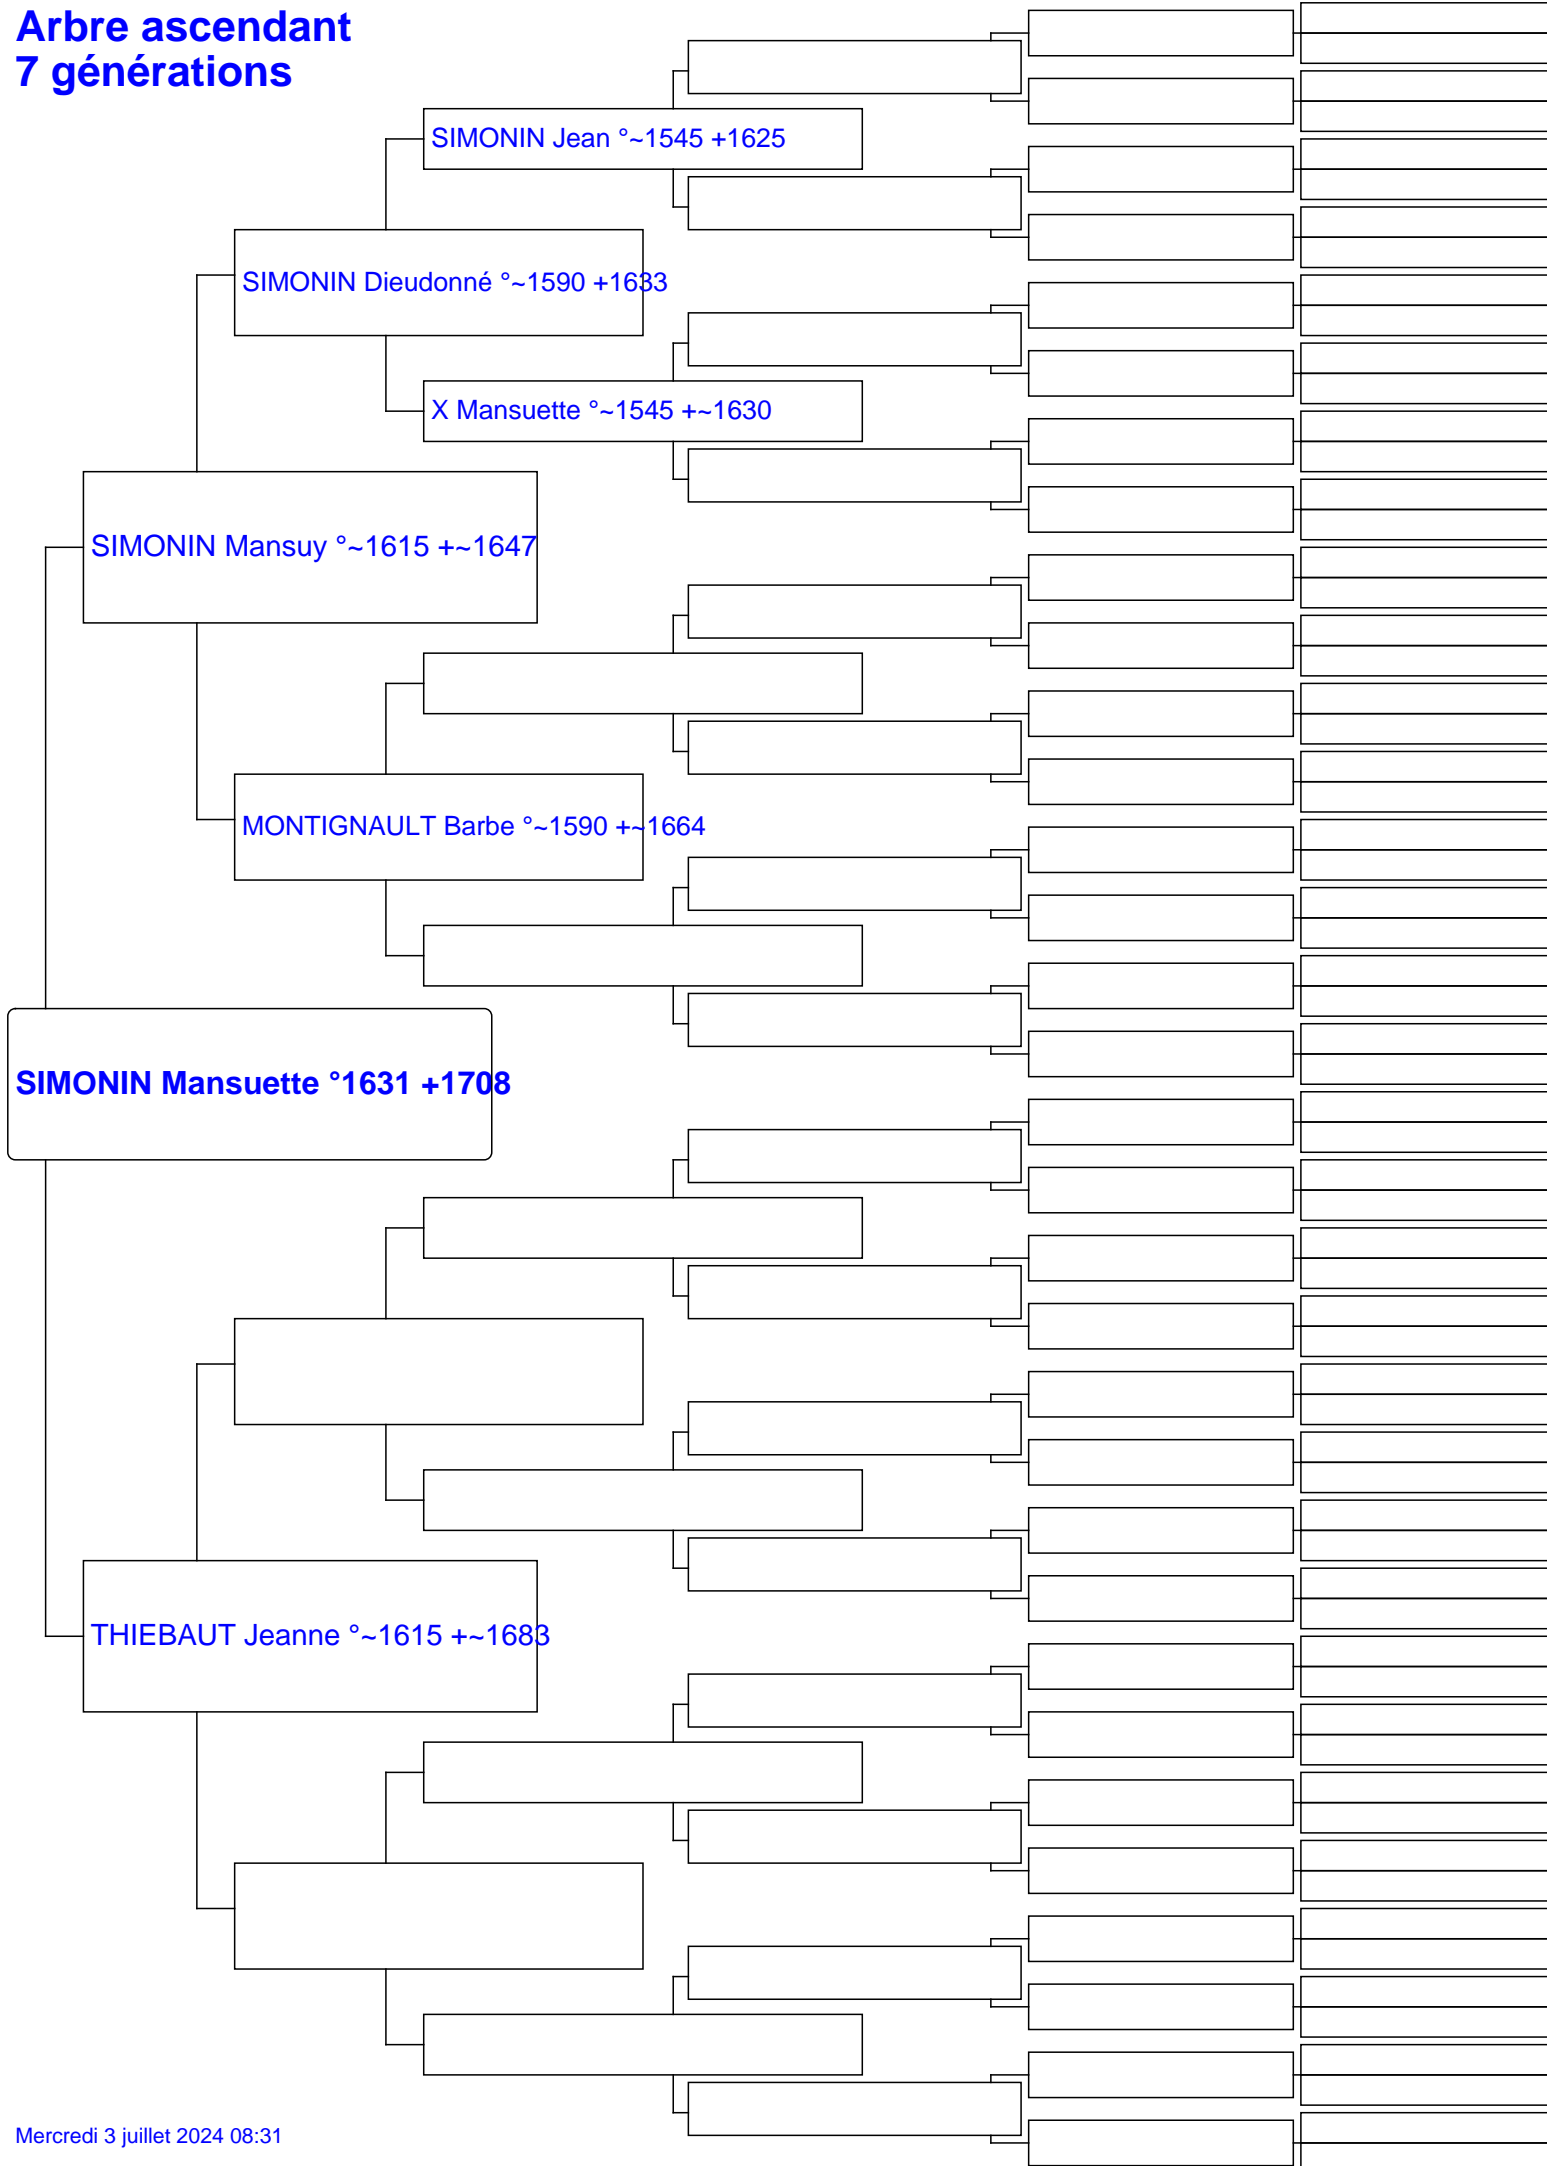 Arbre ascendant
7 générations
SIMONIN Jean °~1545 +1625
SIMONIN Dieudonné °~1590 +1633
X Mansuette °~1545 +~1630
SIMONIN Mansuy °~1615 +~1647
MONTIGNAULT Barbe °~1590 +~1664
SIMONIN Mansuette °1631 +1708
THIEBAUT Jeanne °~1615 +~1683
Mercredi 3 juillet 2024 08:31